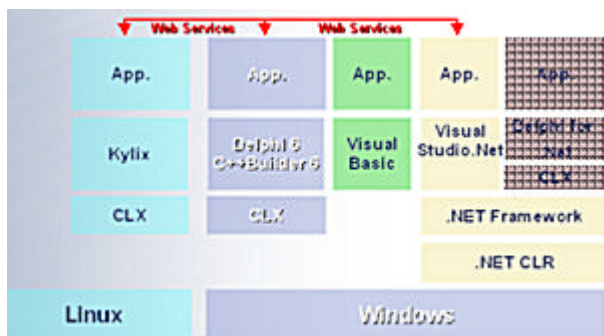 Web Services
Web Services
App.
App.
App.
App.
App.
Kylix
Delphi 6
C++Builder 6
Visual
Basic
Visual
Studio.Net
Delphi for
.Net
CLX
CLX
CLX
.NET Framework
.NET CLR
Linux
Windows